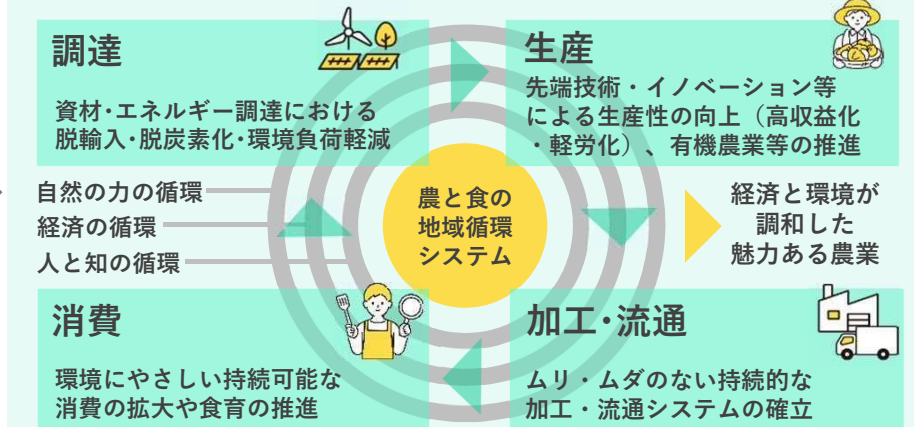 調達
資材・エネルギー調達における
脱輸入・脱炭素化・環境負荷軽減
生産
先端技術・イノベーション等
による生産性の向上（高収益化
・軽労化）、有機農業等の推進
自然の力の循環
経済の循環
人と知の循環
農と食の
地域循環
システム
経済と環境が
調和した
魅力ある農業
消費
環境にやさしい持続可能な
消費の拡大や食育の推進
加工・流通
ムリ・ムダのない持続的な
加工・流通システムの確立